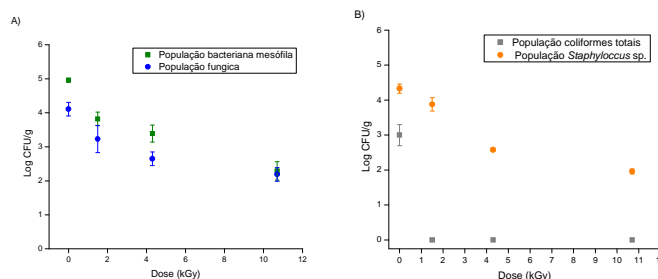 A)
População bacteriana mesófila
População fungica
Log CFU/g
6
5
4
3
2
1
0
0 2 4 6 8 10 12
Dose (kGy)
B)
População coliformes totais
População Staphyloccus sp.
Log CFU/g
6
5
4
3
2
1
0
0 1 2 3 4 5 6 7 8 9 10 11
Dose (kGy)